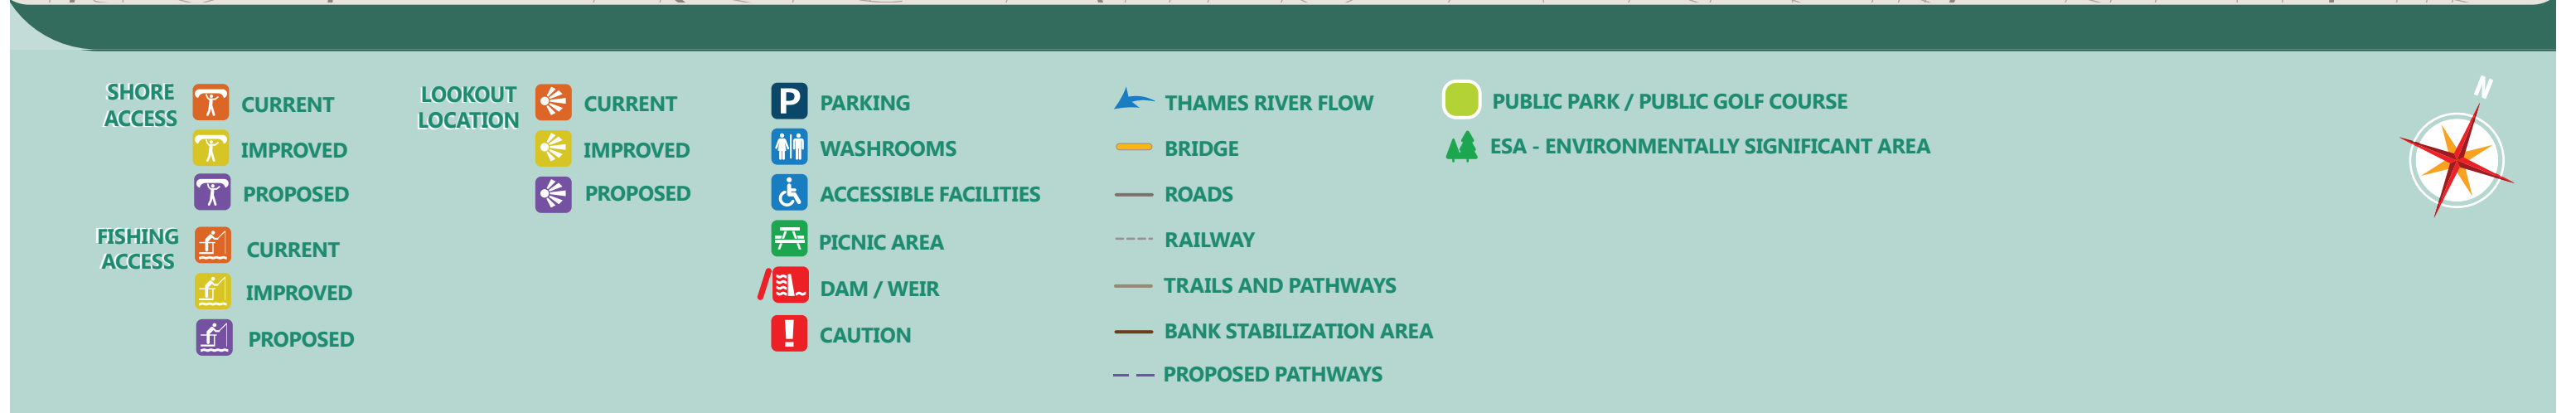 SHORE
ACCESS
CURRENT
IMPROVED
PROPOSED
FISHING
ACCESS
CURRENT
IMPROVED
PROPOSED
LOOKOUT
LOCATION
CURRENT
IMPROVED
PROPOSED
P PARKING
WASHROOMS
ACCESSIBLE FACILITIES
PICNIC AREA
DAM / WEIR
! CAUTION
THAMES RIVER FLOW
BRIDGE
ROADS
RAILWAY
TRAILS AND PATHWAYS
BANK STABILIZATION AREA
PROPOSED PATHWAYS
PUBLIC PARK / PUBLIC GOLF COURSE
ESA - ENVIRONMENTALLY SIGNIFICANT AREA
N